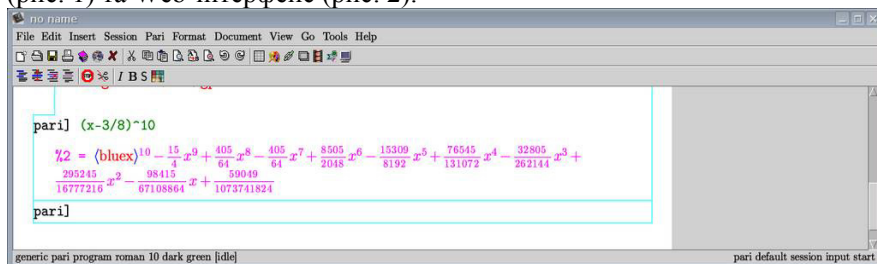 (рис. 1) та Web-інтерфейс (рис. 2).
no name
File Edit Insert Session Pari Format Document View Go Tools Help
I B S
pari] (x-3/8)^10
%2 = ⟨bluex⟩^10 − 15/4 x^9 + 405/64 x^8 − 405/64 x^7 + 8505/2048 x^6 − 15309/8192 x^5 + 76545/131072 x^4 − 32805/262144 x^3 +
295245/16777216 x^2 − 98415/67108864 x + 59049/1073741824
pari]
generic pari program roman 10 dark green [idle] pari default session input start